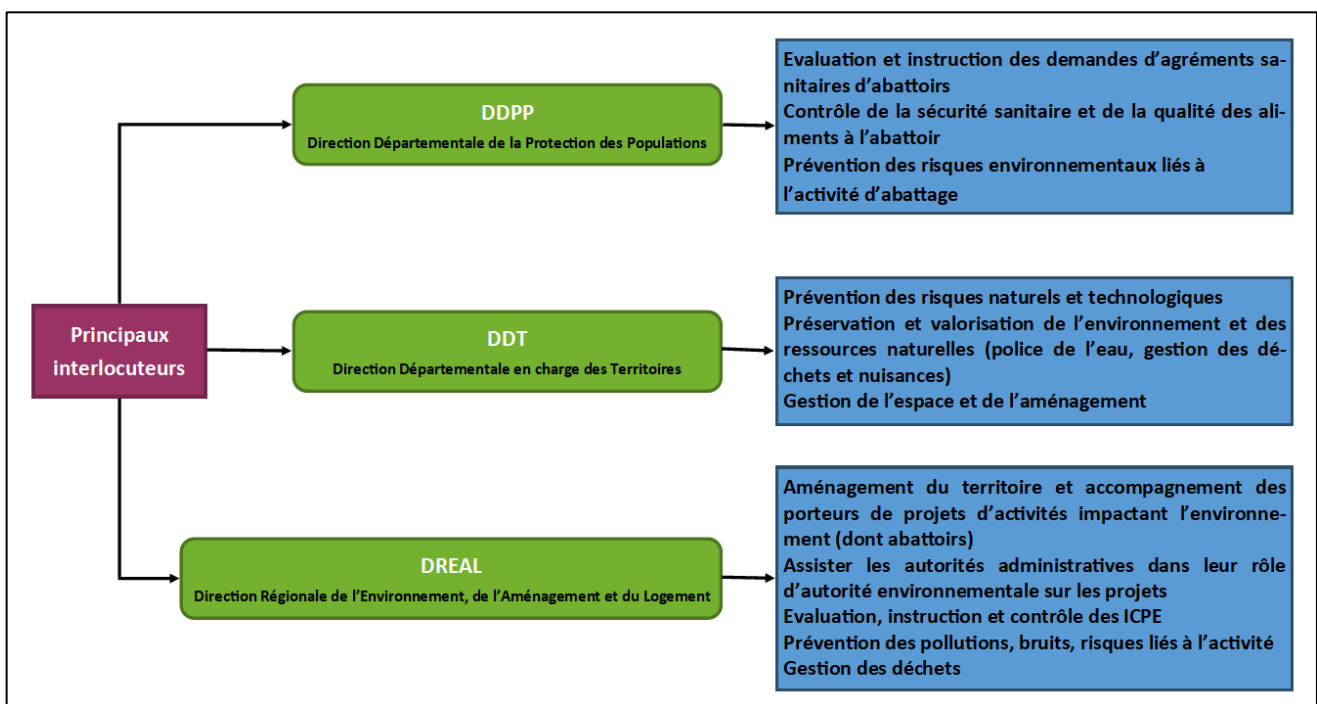 Principaux
interlocuteurs
DDPP
Direction Départementale de la Protection des Populations
Evaluation et instruction des demandes d’agréments sa-
nitaires d’abattoirs
Contrôle de la sécurité sanitaire et de la qualité des ali-
ments à l’abattoir
Prévention des risques environnementaux liés à
l’activité d’abattage
DDT
Direction Départementale en charge des Territoires
Prévention des risques naturels et technologiques
Préservation et valorisation de l’environnement et des
ressources naturelles (police de l’eau, gestion des dé-
chets et nuisances)
Gestion de l’espace et de l’aménagement
DREAL
Direction Régionale de l’Environnement, de l’Aménagement et du Logement
Aménagement du territoire et accompagnement des
porteurs de projets d’activités impactant l’environne-
ment (dont abattoirs)
Assister les autorités administratives dans leur rôle
d’autorité environnementale sur les projets
Evaluation, instruction et contrôle des ICPE
Prévention des pollutions, bruits, risques liés à l’activité
Gestion des déchets